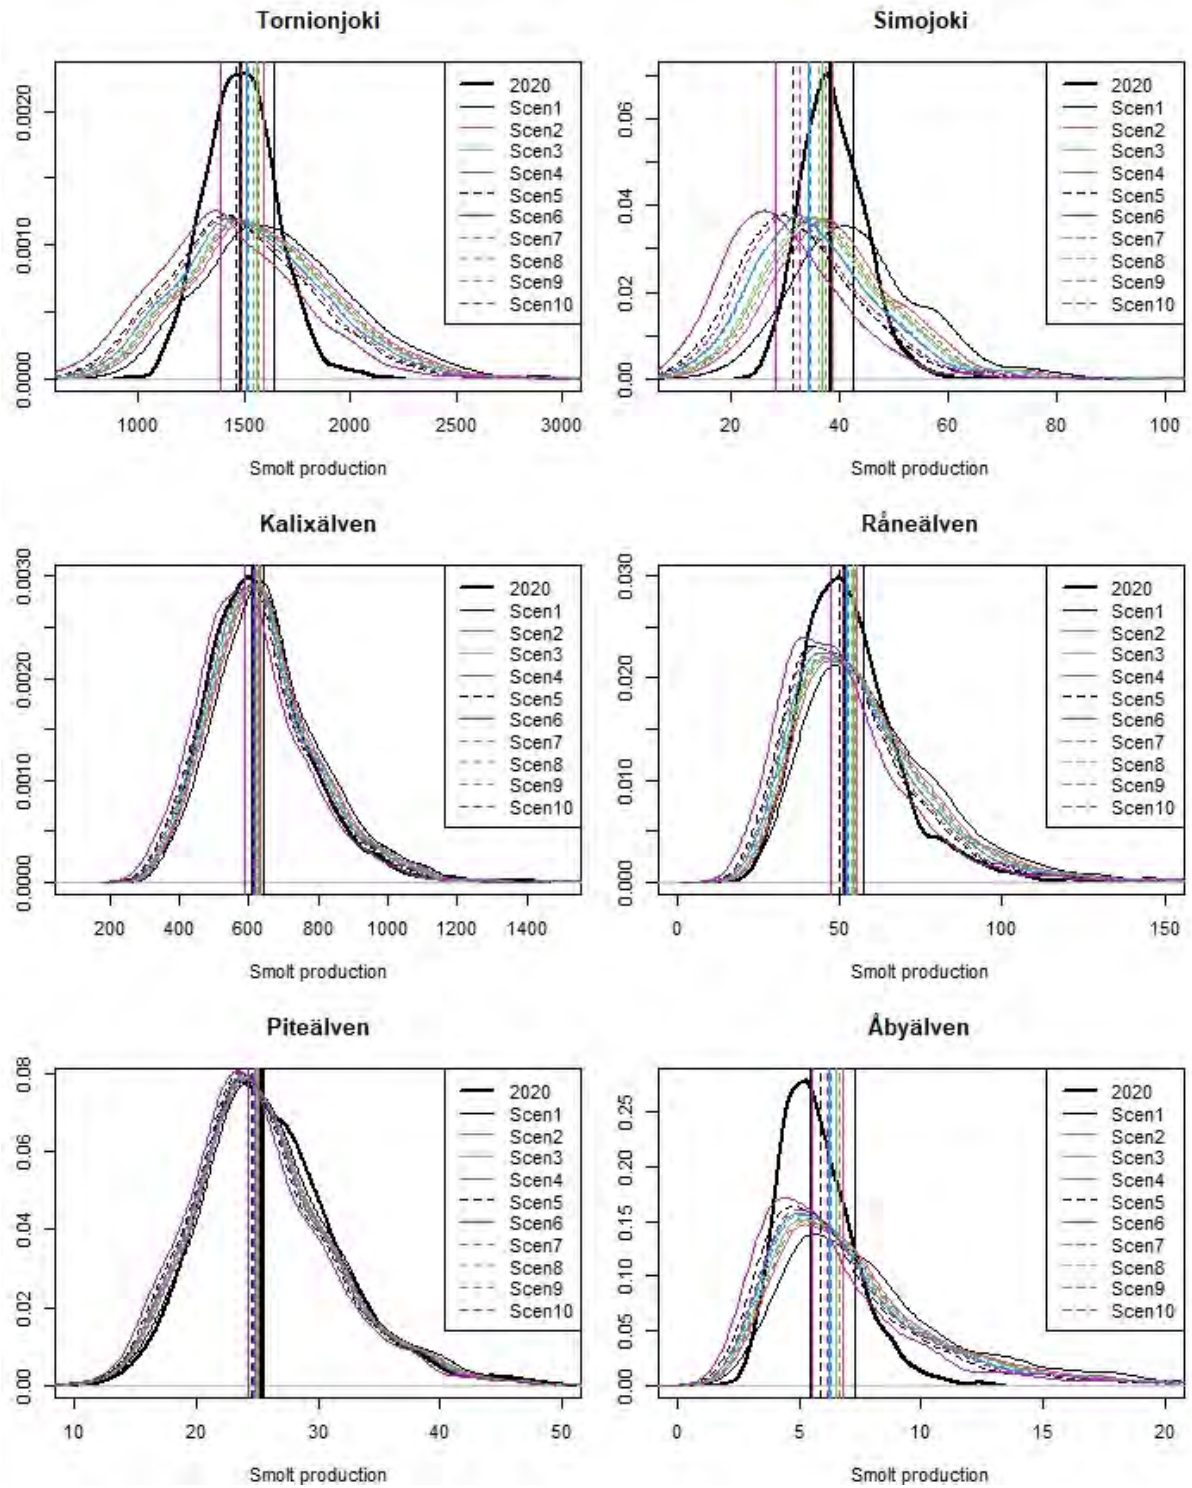 Tornionjoki
0.0000
0.0010
0.0020
1000
1500
2000
2500
3000
Smolt production
2020
Scen1
Scen2
Scen3
Scen4
Scen5
Scen6
Scen7
Scen8
Scen9
Scen10
Simojoki
0.00
0.02
0.04
0.06
20
40
60
80
100
Smolt production
2020
Scen1
Scen2
Scen3
Scen4
Scen5
Scen6
Scen7
Scen8
Scen9
Scen10
Kalixälven
0.0000
0.0010
0.0020
0.0030
200
400
600
800
1000
1200
1400
Smolt production
2020
Scen1
Scen2
Scen3
Scen4
Scen5
Scen6
Scen7
Scen8
Scen9
Scen10
Råneälven
0.000
0.010
0.020
0.030
0
50
100
150
Smolt production
2020
Scen1
Scen2
Scen3
Scen4
Scen5
Scen6
Scen7
Scen8
Scen9
Scen10
Piteälven
0.00
0.02
0.04
0.06
0.08
10
20
30
40
50
Smolt production
2020
Scen1
Scen2
Scen3
Scen4
Scen5
Scen6
Scen7
Scen8
Scen9
Scen10
Åbyälven
0.00
0.05
0.10
0.15
0.20
0.25
0
5
10
15
20
Smolt production
2020
Scen1
Scen2
Scen3
Scen4
Scen5
Scen6
Scen7
Scen8
Scen9
Scen10